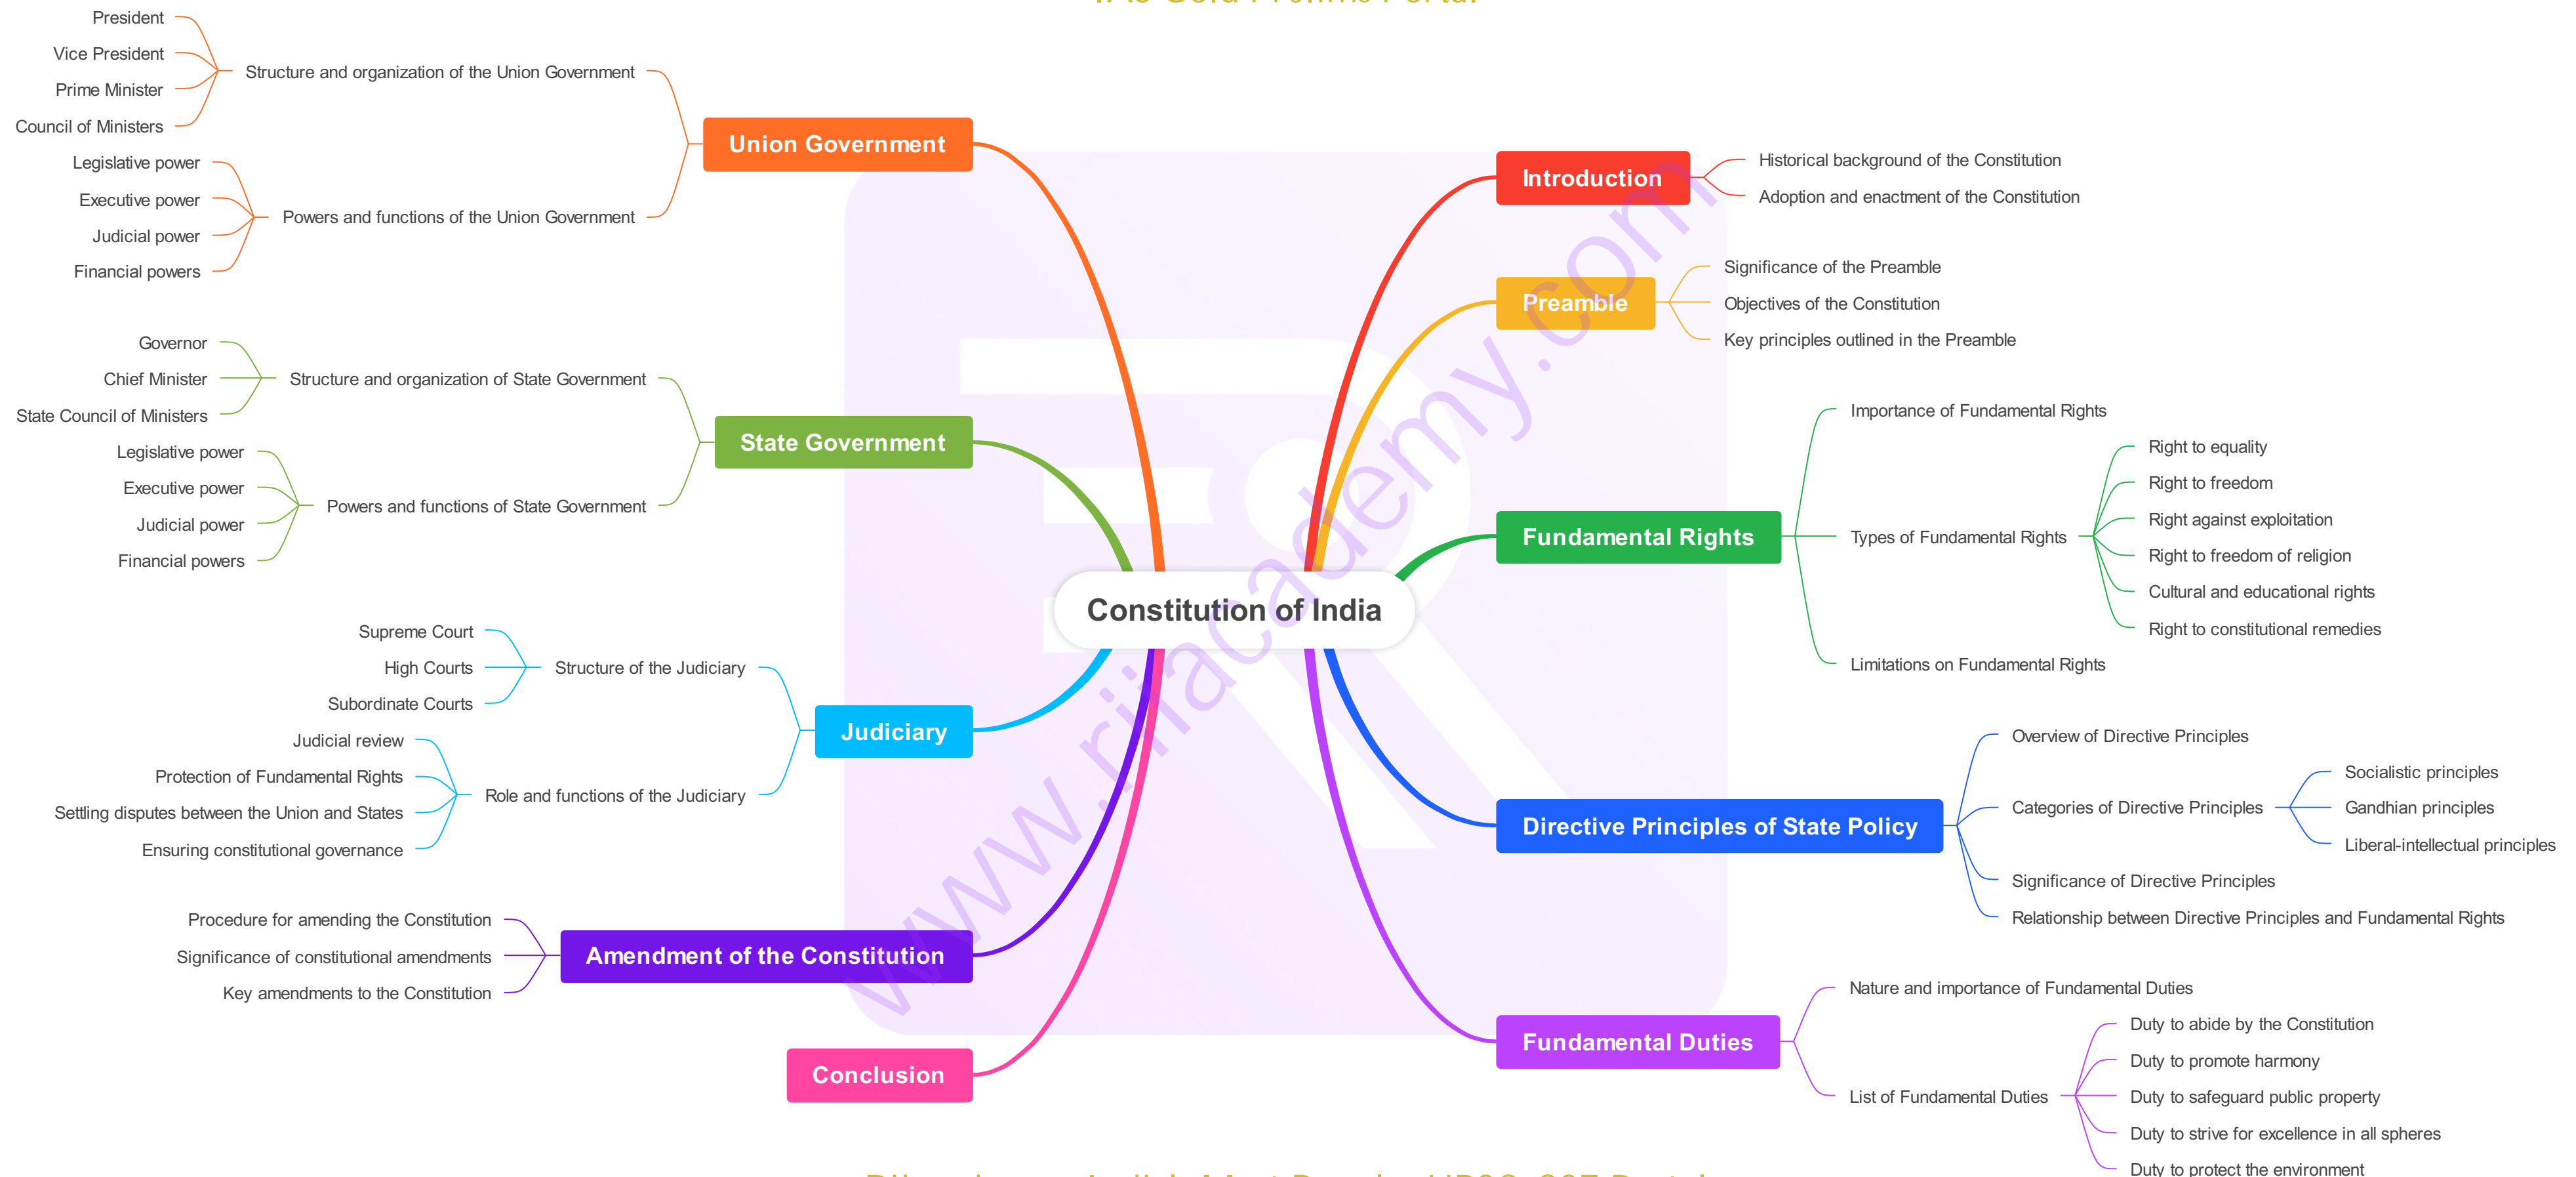 Constitution of India
Introduction
Historical background of the Constitution
Adoption and enactment of the Constitution
Preamble
Significance of the Preamble
Objectives of the Constitution
Key principles outlined in the Preamble
Fundamental Rights
Importance of Fundamental Rights
Types of Fundamental Rights
Right to equality
Right to freedom
Right against exploitation
Right to freedom of religion
Cultural and educational rights
Right to constitutional remedies
Limitations on Fundamental Rights
Directive Principles of State Policy
Overview of Directive Principles
Categories of Directive Principles
Socialistic principles
Gandhian principles
Liberal-intellectual principles
Significance of Directive Principles
Relationship between Directive Principles and Fundamental Rights
Fundamental Duties
Nature and importance of Fundamental Duties
List of Fundamental Duties
Duty to abide by the Constitution
Duty to promote harmony
Duty to safeguard public property
Duty to strive for excellence in all spheres
Duty to protect the environment
Union Government
Structure and organization of the Union Government
President
Vice President
Prime Minister
Council of Ministers
Powers and functions of the Union Government
Legislative power
Executive power
Judicial power
Financial powers
State Government
Structure and organization of State Government
Governor
Chief Minister
State Council of Ministers
Powers and functions of State Government
Legislative power
Executive power
Judicial power
Financial powers
Judiciary
Structure of the Judiciary
Supreme Court
High Courts
Subordinate Courts
Role and functions of the Judiciary
Judicial review
Protection of Fundamental Rights
Settling disputes between the Union and States
Ensuring constitutional governance
Amendment of the Constitution
Procedure for amending the Constitution
Significance of constitutional amendments
Key amendments to the Constitution
Conclusion